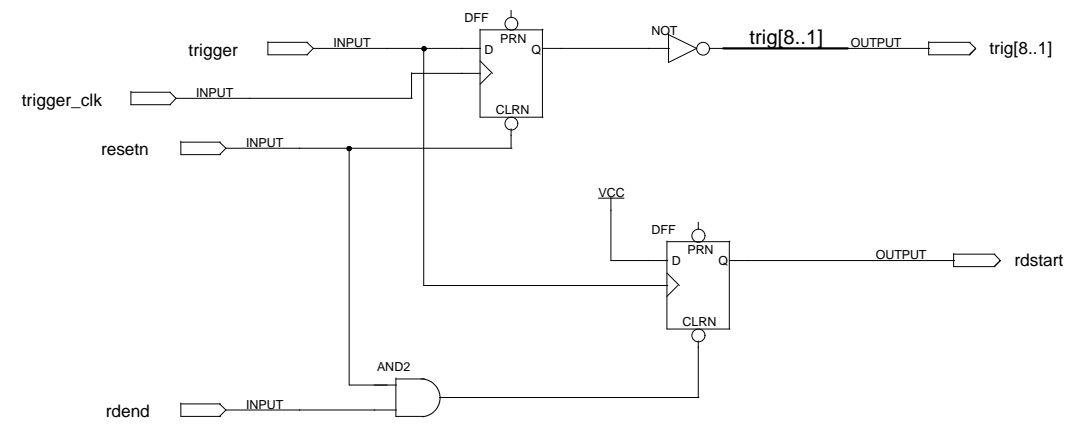 DFF
PRN
NOT
trig[8..1]
trigger INPUT D Q OUTPUT trig[8..1]
trigger_clk INPUT
CLRN
resetn INPUT
VCC
DFF
PRN
D Q OUTPUT rdstart
CLRN
AND2
rdend INPUT